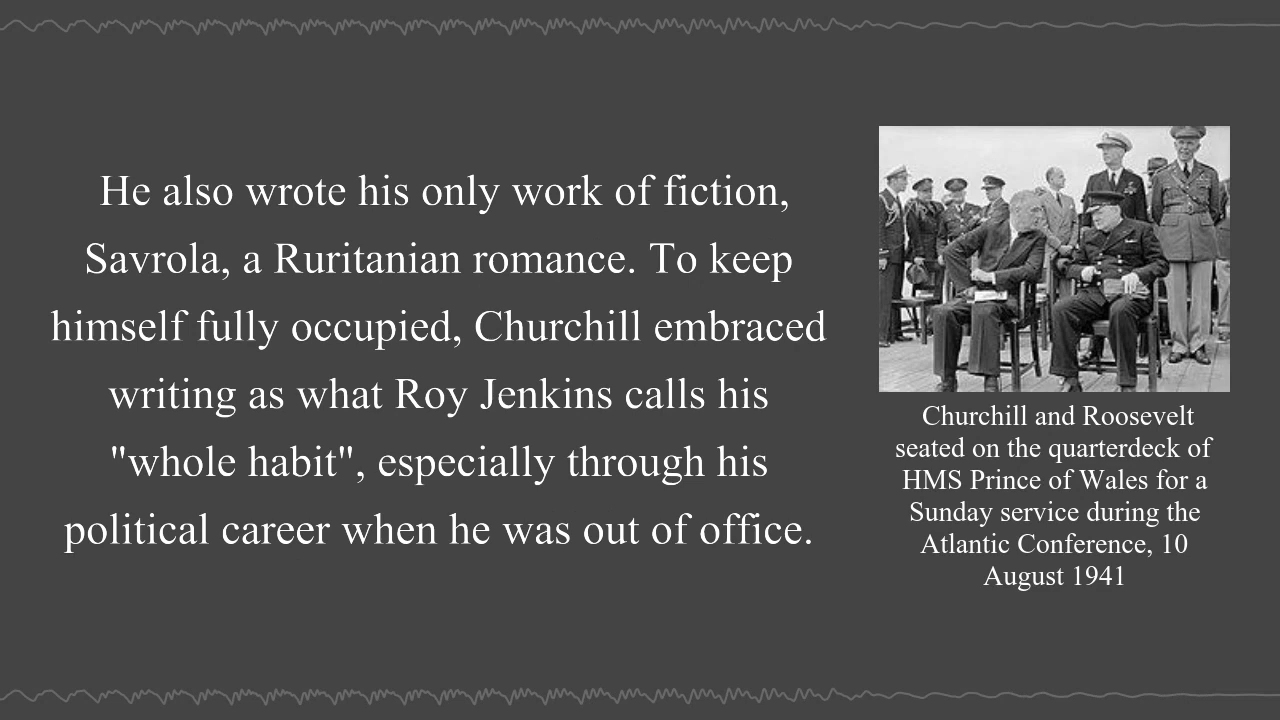 He also wrote his only work of fiction,
Savrola, a Ruritanian romance. To keep
himself fully occupied, Churchill embraced
writing as what Roy Jenkins calls his
"whole habit", especially through his
political career when he was out of office.
Churchill and Roosevelt
seated on the quarterdeck of
HMS Prince of Wales for a
Sunday service during the
Atlantic Conference, 10
August 1941